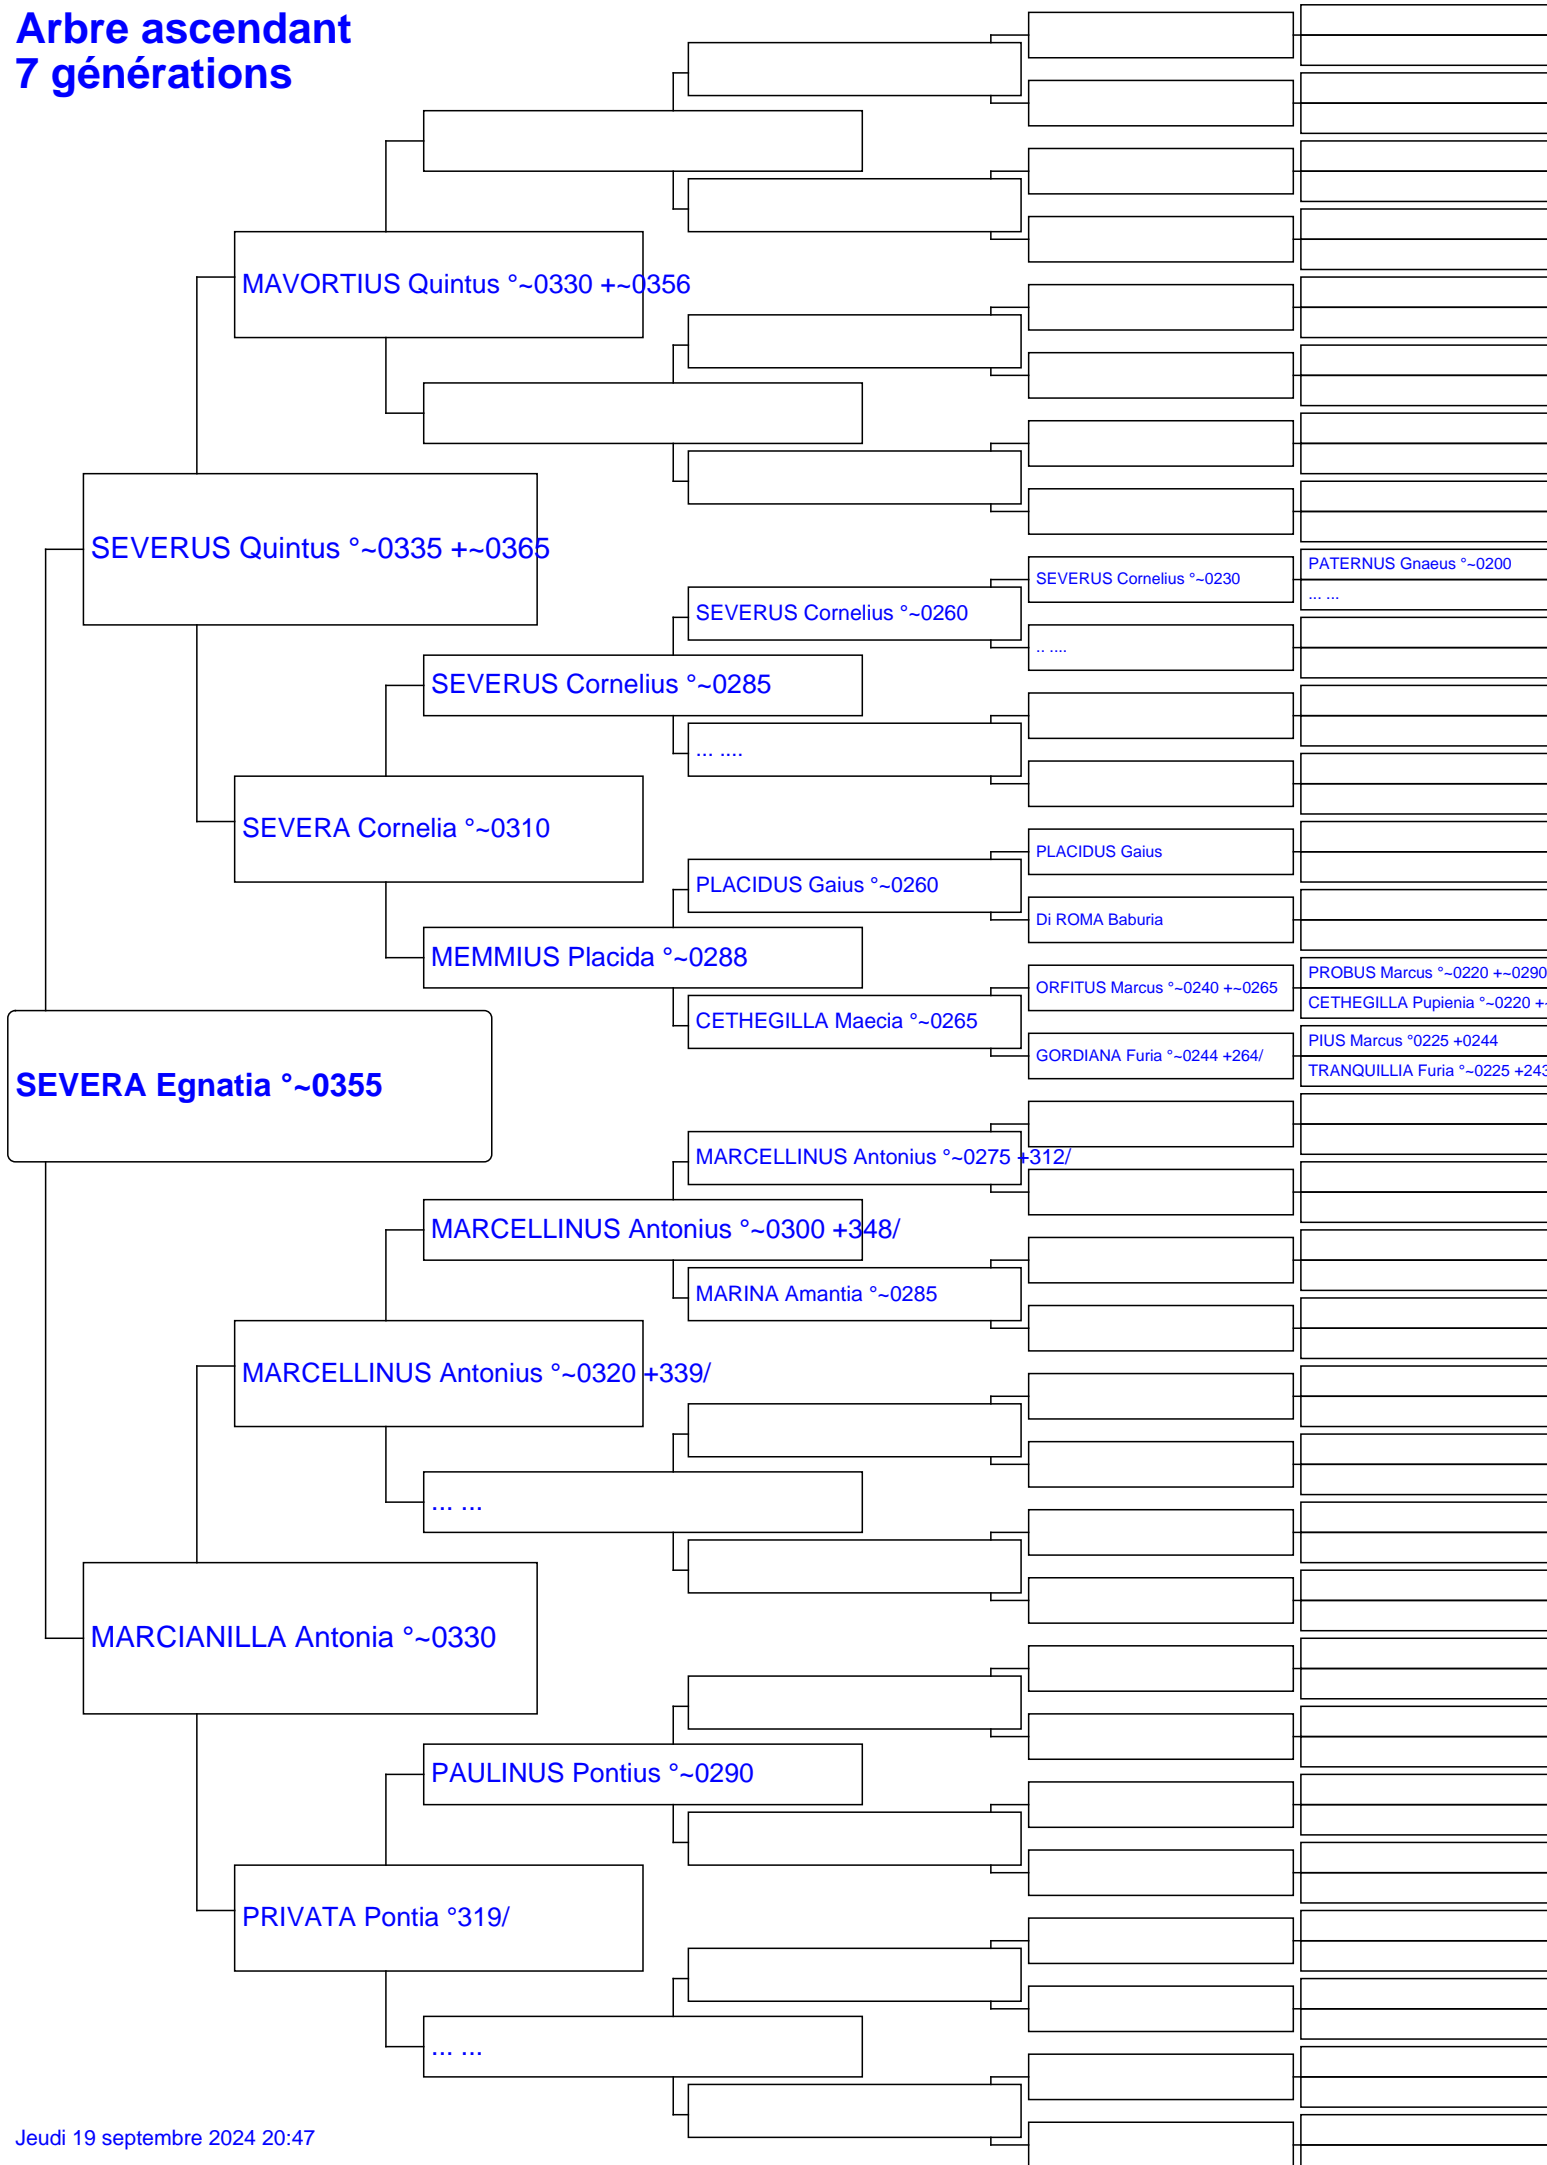 Arbre ascendant
7 générations
MAVORTIUS Quintus °~0330 +~0356
SEVERUS Quintus °~0335 +~0365
SEVERUS Cornelius °~0230
PATERNUS Gnaeus °~0200
... ...
SEVERUS Cornelius °~0260
.. ....
SEVERUS Cornelius °~0285
... ....
SEVERA Cornelia °~0310
PLACIDUS Gaius
PLACIDUS Gaius °~0260
Di ROMA Baburia
MEMMIUS Placida °~0288
PROBUS Marcus °~0220 +~0290
ORFITUS Marcus °~0240 +~0265
CETHEGILLA Pupienia °~0220 +~
CETHEGILLA Maecia °~0265
PIUS Marcus °0225 +0244
GORDIANA Furia °~0244 +264/
TRANQUILLIA Furia °~0225 +243
SEVERA Egnatia °~0355
MARCELLINUS Antonius °~0275 +312/
MARCELLINUS Antonius °~0300 +348/
MARINA Amantia °~0285
MARCELLINUS Antonius °~0320 +339/
... ...
MARCIANILLA Antonia °~0330
PAULINUS Pontius °~0290
PRIVATA Pontia °319/
... ...
Jeudi 19 septembre 2024 20:47